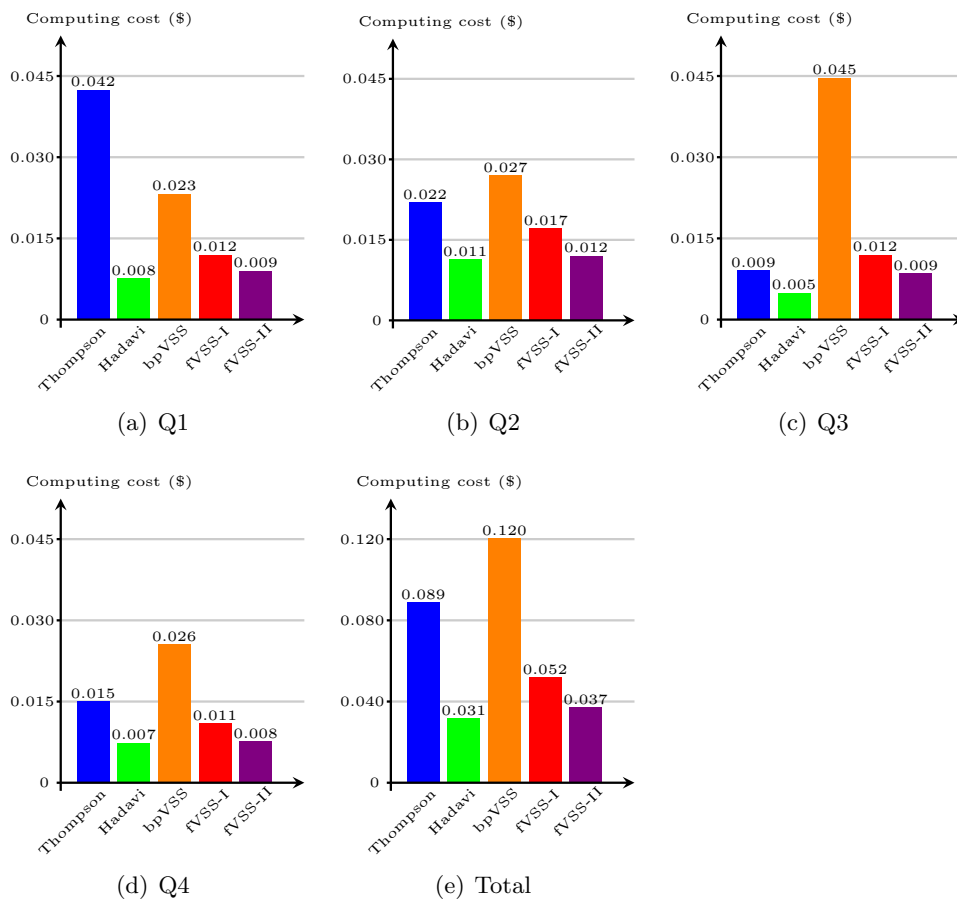 Computing cost ($)
0.045
0.030
0.015
0
0.042
0.008
0.023
0.012
0.009
Thompson
Hadavi
bpVSS
fVSS-I
fVSS-II
(a) Q1
Computing cost ($)
0.045
0.030
0.015
0
0.022
0.011
0.027
0.017
0.012
Thompson
Hadavi
bpVSS
fVSS-I
fVSS-II
(b) Q2
Computing cost ($)
0.045
0.030
0.015
0
0.009
0.005
0.045
0.012
0.009
Thompson
Hadavi
bpVSS
fVSS-I
fVSS-II
(c) Q3
Computing cost ($)
0.045
0.030
0.015
0
0.015
0.007
0.026
0.011
0.008
Thompson
Hadavi
bpVSS
fVSS-I
fVSS-II
(d) Q4
Computing cost ($)
0.120
0.080
0.040
0
0.089
0.031
0.120
0.052
0.037
Thompson
Hadavi
bpVSS
fVSS-I
fVSS-II
(e) Total